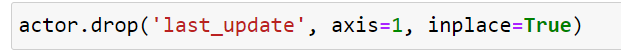 actor.drop('last_update', axis=1, inplace=True)